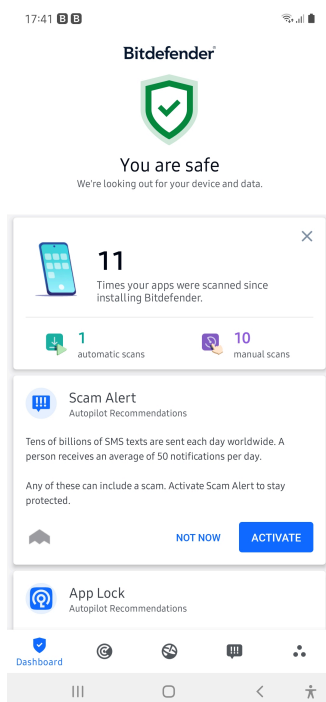 17:41 B B
Bitdefender®
You are safe
We're looking out for your device and data.
11
Times your apps were scanned since
installing Bitdefender.
1
automatic scans
10
manual scans
Scam Alert
Autopilot Recommendations
Tens of billions of SMS texts are sent each day worldwide. A
person receives an average of 50 notifications per day.
Any of these can include a scam. Activate Scam Alert to stay
protected.
NOT NOW
ACTIVATE
App Lock
Autopilot Recommendations
Dashboard